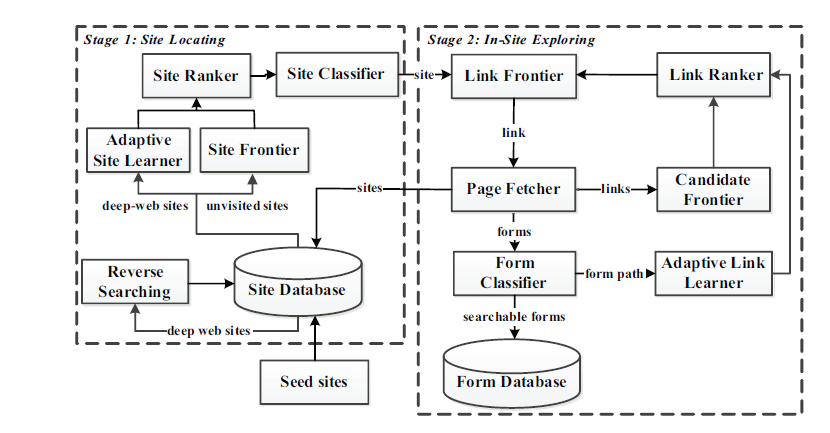 Stage 1: Site Locating
Stage 2: In-Site Exploring
Site Ranker
Site Classifier
site
Link Frontier
Link Ranker
link
Adaptive
Site Learner
Site Frontier
deep-web sites
unvisited sites
sites
Page Fetcher
links
Candidate
Frontier
forms
Reverse
Searching
Site Database
Form
Classifier
form path
Adaptive Link
Learner
deep web sites
searchable forms
Seed sites
Form Database